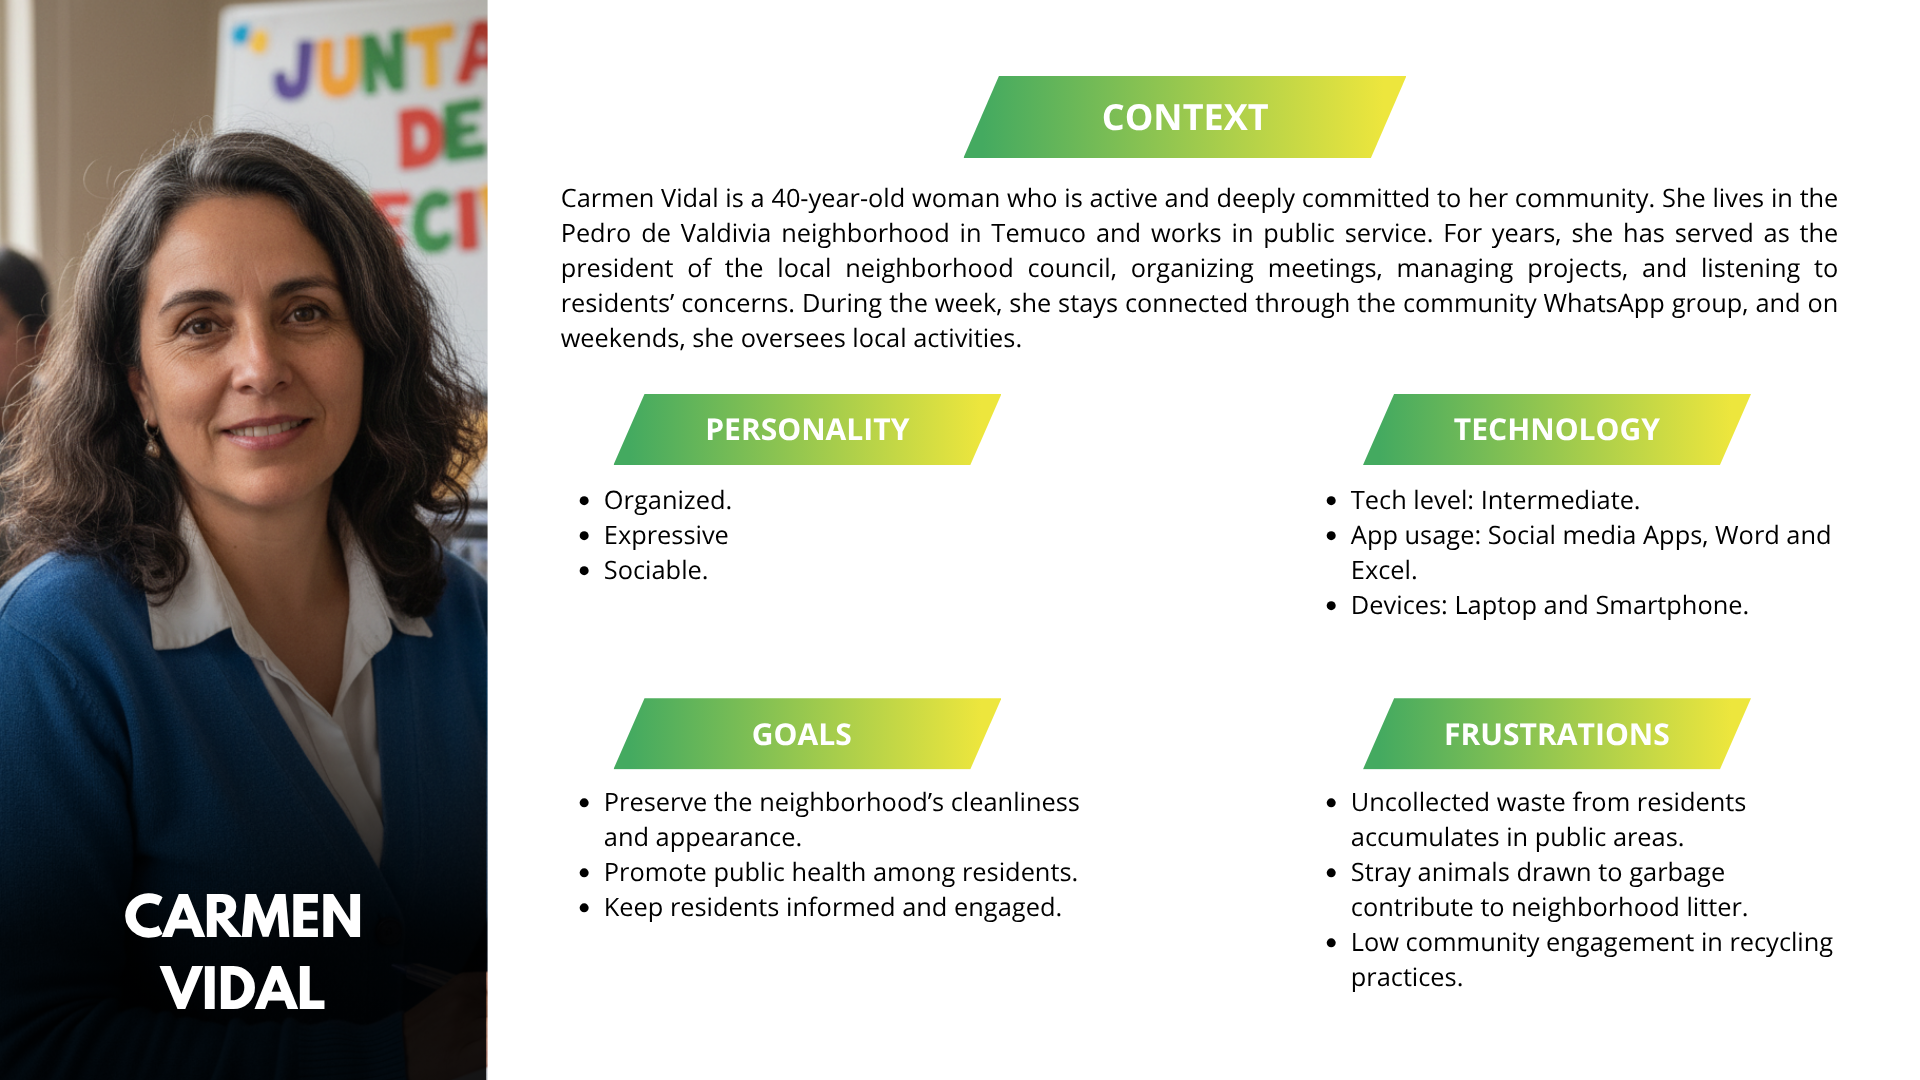 JUNTA
DE
ECI
CARMEN
VIDAL
CONTEXT
Carmen Vidal is a 40-year-old woman who is active and deeply committed to her community. She lives in the
Pedro de Valdivia neighborhood in Temuco and works in public service. For years, she has served as the
president of the local neighborhood council, organizing meetings, managing projects, and listening to
residents’ concerns. During the week, she stays connected through the community WhatsApp group, and on
weekends, she oversees local activities.
PERSONALITY
• Organized.
• Expressive
• Sociable.
TECHNOLOGY
• Tech level: Intermediate.
• App usage: Social media Apps, Word and
Excel.
• Devices: Laptop and Smartphone.
GOALS
• Preserve the neighborhood’s cleanliness
and appearance.
• Promote public health among residents.
• Keep residents informed and engaged.
FRUSTRATIONS
• Uncollected waste from residents
accumulates in public areas.
• Stray animals drawn to garbage
contribute to neighborhood litter.
• Low community engagement in recycling
practices.